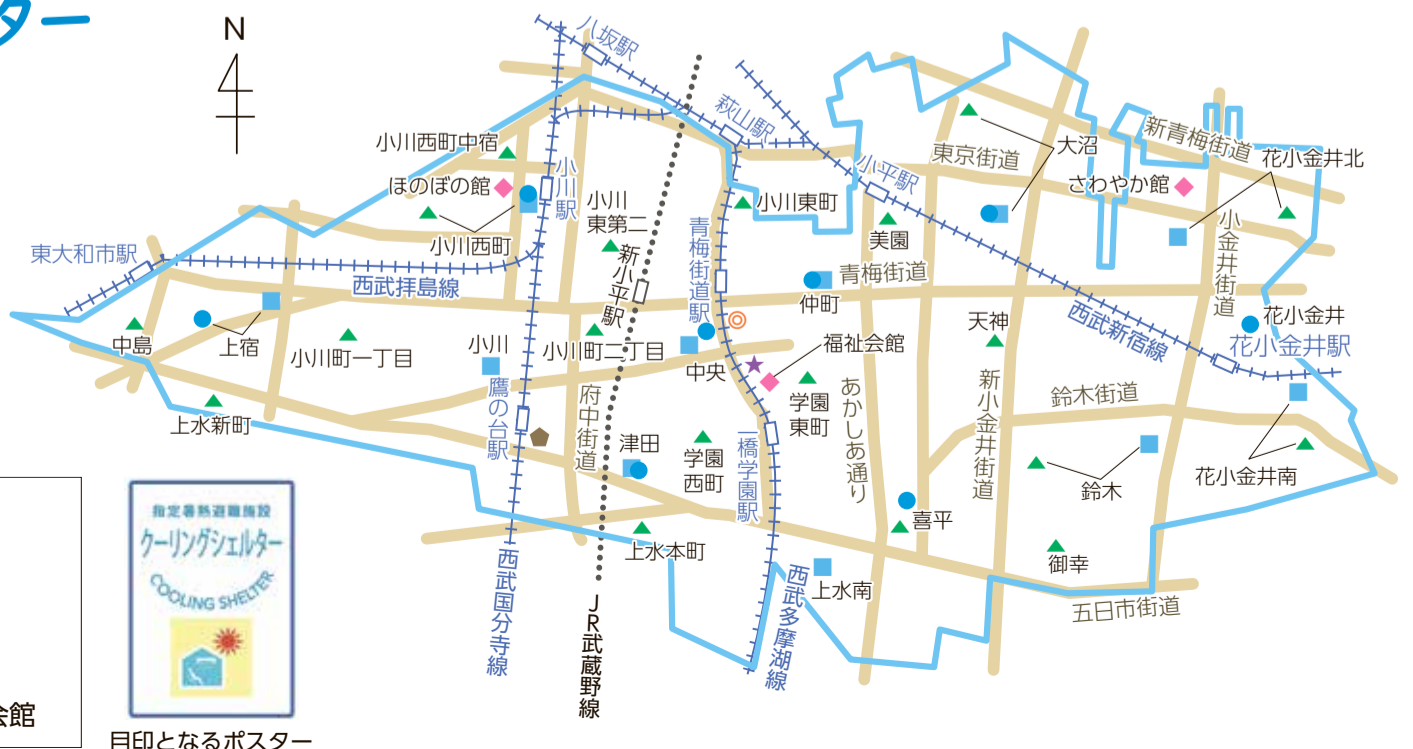 ター
N
八坂駅
萩山駅
新青梅街道
小川西町中宿
小川駅
東京街道
大沼
花小金井北
小平駅
さわやか館
ほのぼの館
小川
東第二
小川東町
青梅街道駅
美園
小金井街道
小川西町
東大和市駅
新小平駅
西武拝島線
青梅街道
仲町
西武新宿線
花小金井
花小金井駅
天神
中島
上宿
小川町一丁目
小川
小川町二丁目
中央
福祉会館
鷹の台駅
府中街道
学園
東町
あかしあ通り
新小金井街道
鈴木街道
上水新町
津田
学園
西町
一橋学園駅
鈴木
花小金井南
喜平
上水本町
御幸
上水南
五日市街道
西武国分寺線
JR武蔵野線
西武多摩湖線
指定暑熱避難施設
クーリングシェルター
COOLING SHELTER
会館
目印となるポスター